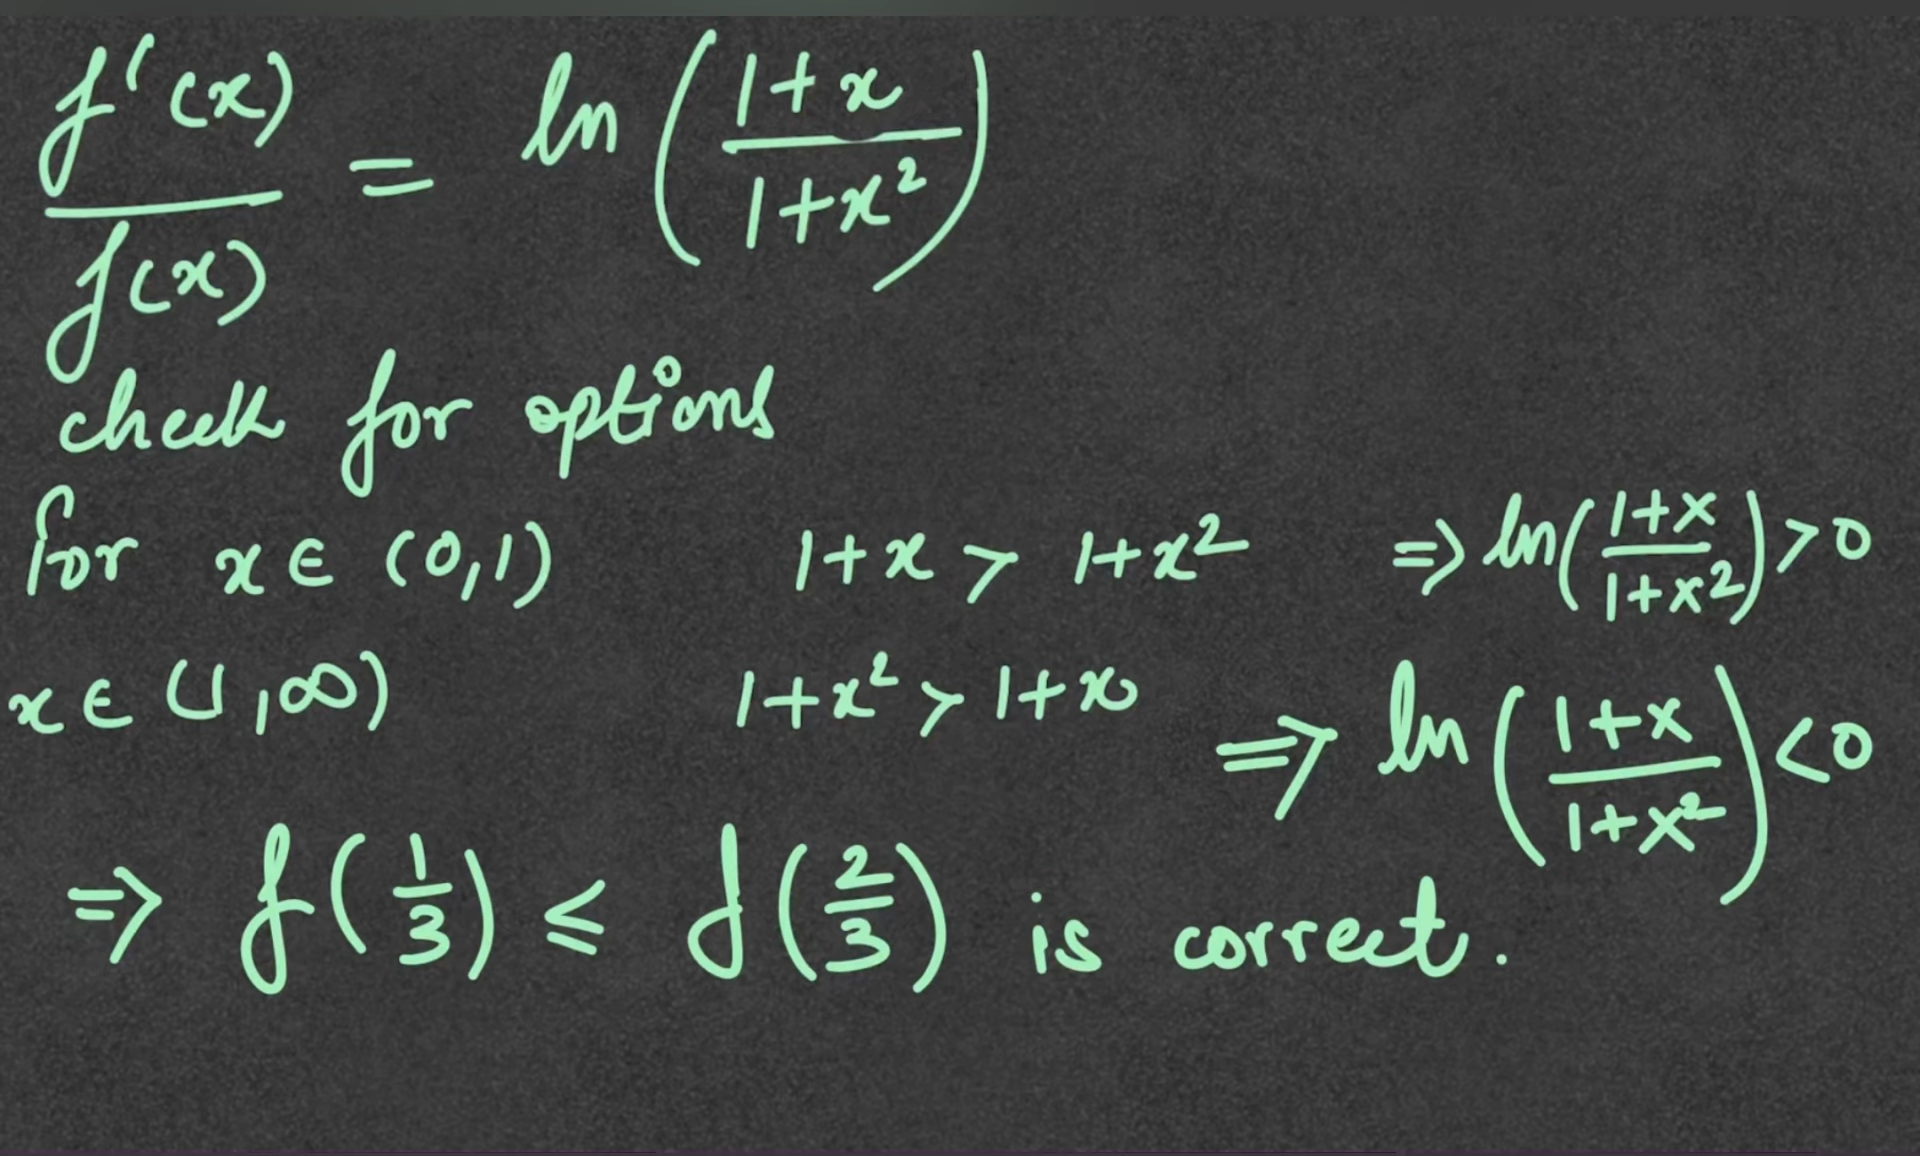 f'(x)/f(x) = ln((1+x)/(1+x²))
check for options
for x ∈ (0,1) 1+x > 1+x² ⇒ ln((1+x)/(1+x²)) > 0
x ∈ (1,∞) 1+x² > 1+x ⇒ ln((1+x)/(1+x²)) < 0
⇒ f(1/3) ≤ f(2/3) is correct.